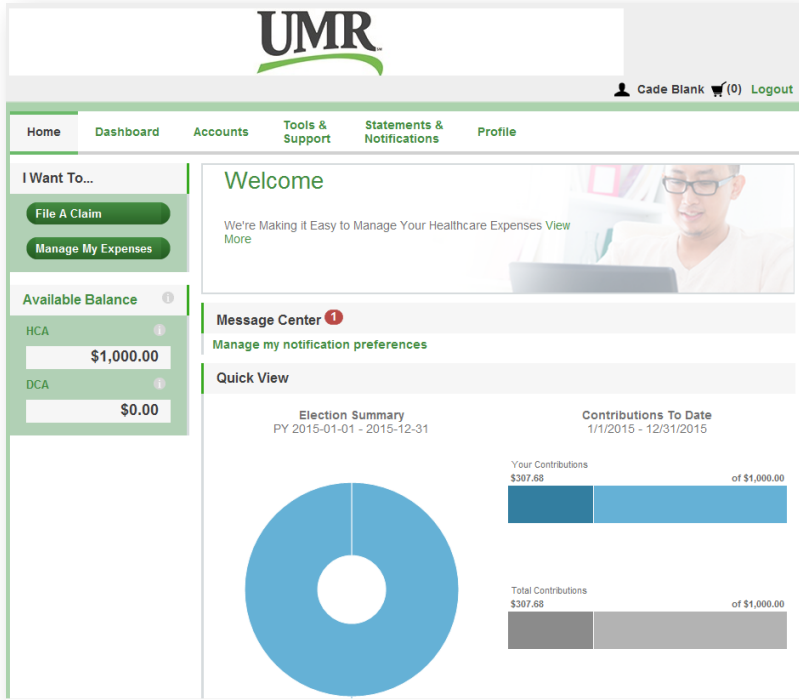 UMR
Cade Blank (0) Logout
Home Dashboard Accounts Tools & Support Statements & Notifications Profile
I Want To...
File A Claim
Manage My Expenses
Available Balance
HCA
$1,000.00
DCA
$0.00
Welcome
We're Making it Easy to Manage Your Healthcare Expenses View
More
Message Center 1
Manage my notification preferences
Quick View
Election Summary
PY 2015-01-01 - 2015-12-31
Contributions To Date
1/1/2015 - 12/31/2015
Your Contributions
$307.68 of $1,000.00
Total Contributions
$307.68 of $1,000.00